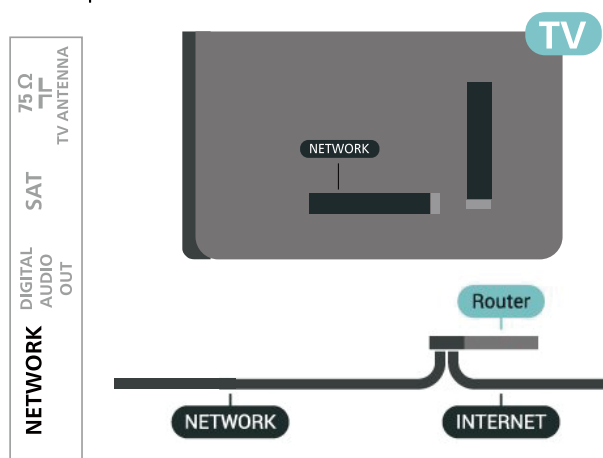 TV
75 Ω
TV ANTENNA
SAT
DIGITAL
AUDIO
OUT
NETWORK
NETWORK
Router
NETWORK
INTERNET